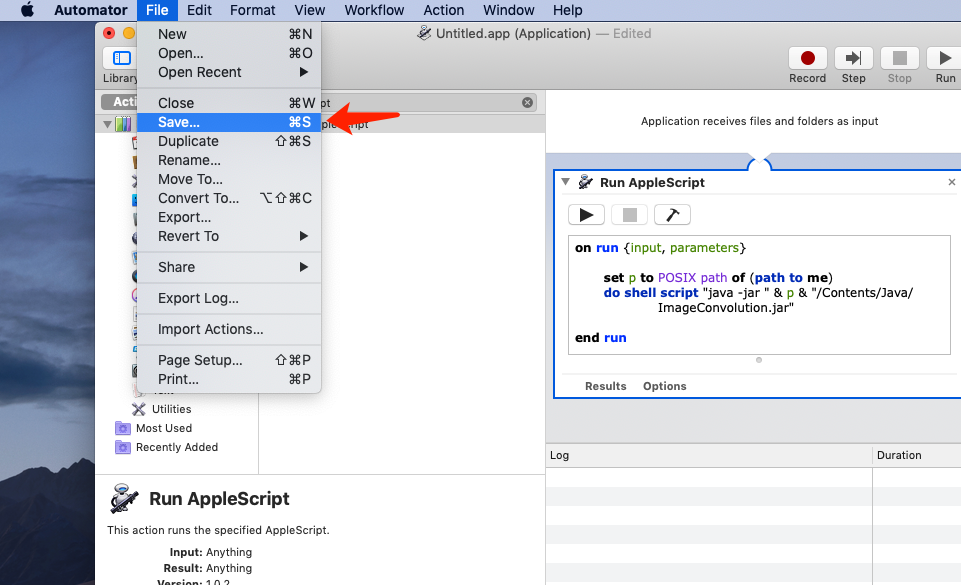 Automator File Edit Format View Workflow Action Window Help
Untitled.app (Application) — Edited
Library
Record Step Stop Run
New ⌘N
Open... ⌘O
Open Recent ▶
Close ⌘W
Save... ⌘S
Duplicate ⇧⌘S
Rename...
Move To...
Convert To... ⌥⇧⌘C
Export...
Revert To ▶
Share ▶
Export Log...
Import Actions...
Page Setup... ⇧⌘P
Print... ⌘P
Utilities
Most Used
Recently Added
Run AppleScript
This action runs the specified AppleScript.
Input: Anything
Result: Anything
Version: 1.0.2
Application receives files and folders as input
Run AppleScript
on run {input, parameters}
set p to POSIX path of (path to me)
do shell script "java -jar " & p & "/Contents/Java/
ImageConvolution.jar"
end run
Results Options
Log Duration